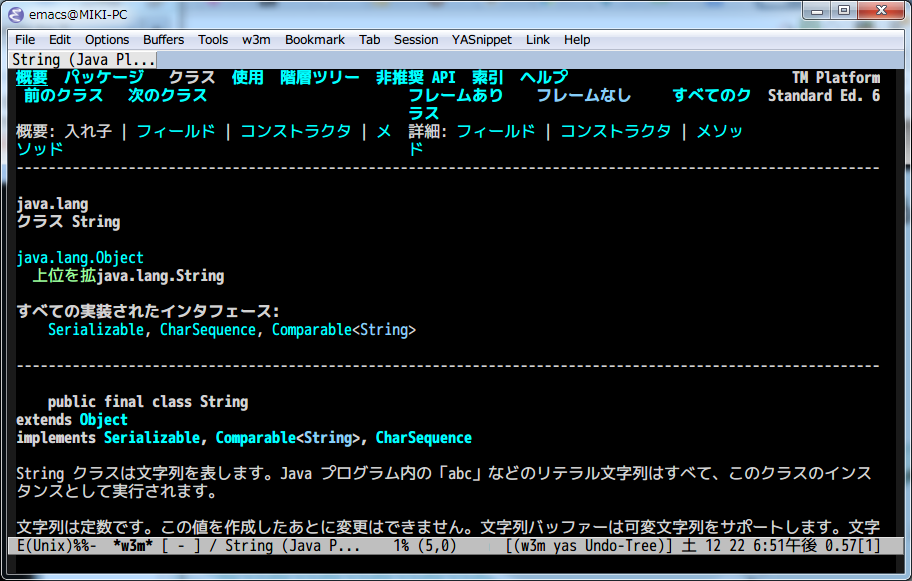 emacs@MIKI-PC
File Edit Options Buffers Tools w3m Bookmark Tab Session YASnippet Link Help
String (Java Pl...
概要 パッケージ クラス 使用 階層ツリー 非推奨 API 索引 ヘルプ TM Platform
前のクラス 次のクラス フレームあり フレームなし すべてのク Standard Ed. 6
ラス
概要: 入れ子 | フィールド | コンストラクタ | メ 詳細: フィールド | コンストラクタ | メソッ
ソッド ド
java.lang
クラス String
java.lang.Object
上位を拡java.lang.String
すべての実装されたインタフェース:
Serializable, CharSequence, Comparable<String>
public final class String
extends Object
implements Serializable, Comparable<String>, CharSequence
String クラスは文字列を表します。Java プログラム内の「abc」などのリテラル文字列はすべて、このクラスのインス
タンスとして実行されます。
文字列は定数です。この値を作成したあとに変更はできません。文字列バッファーは可変文字列をサポートします。文字
E(Unix)%%- *w3m* [ - ] / String (Java P... 1% (5,0) [(w3m yas Undo-Tree)] 土 12 22 6:51午後 0.57[1]